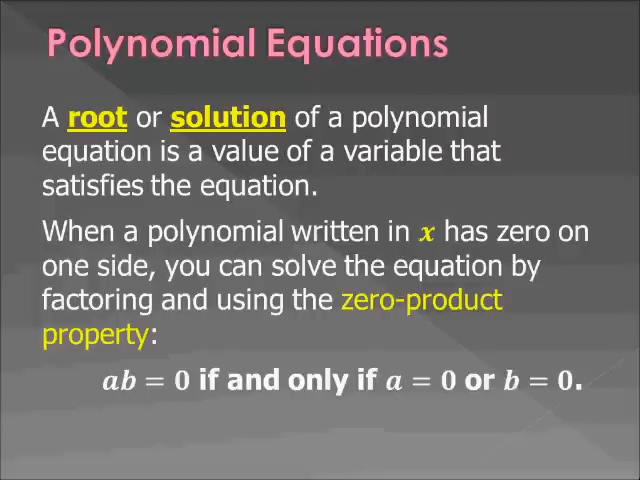 Polynomial Equations
A root or solution of a polynomial
equation is a value of a variable that
satisfies the equation.
When a polynomial written in x has zero on
one side, you can solve the equation by
factoring and using the zero-product
property:
ab = 0 if and only if a = 0 or b = 0.